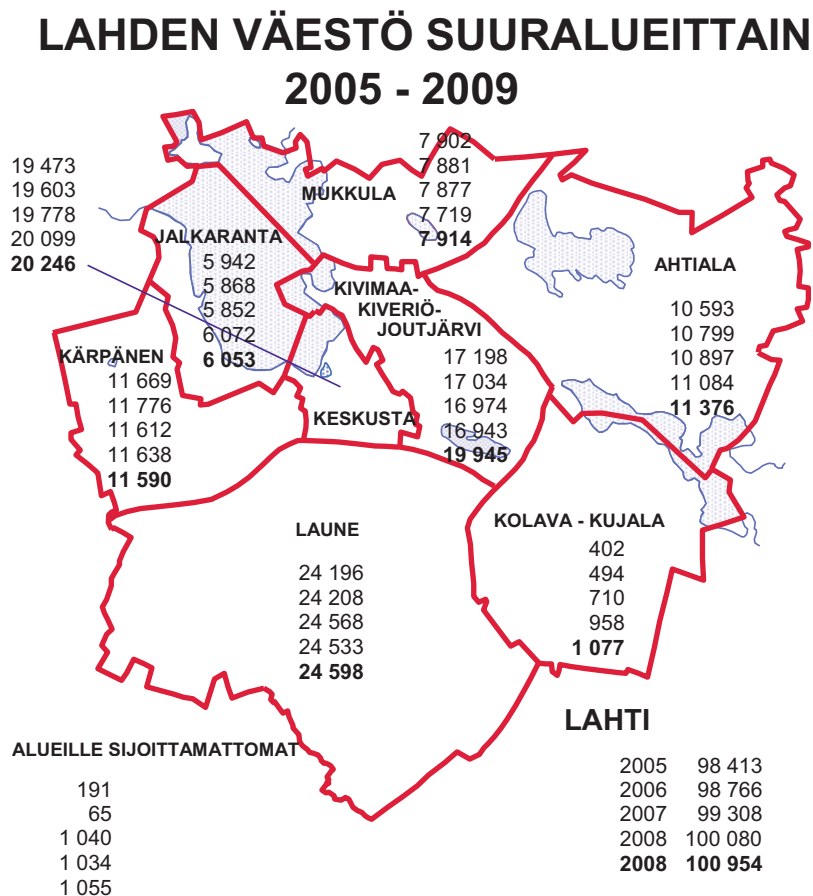 LAHDEN VÄESTÖ SUURALUEITTAIN
2005 - 2009
19 473
19 603
19 778
20 099
20 246
MUKKULA
7 902
7 881
7 877
7 719
7 914
JALKARANTA
5 942
5 868
5 852
6 072
6 053
KIVIMAA-
KIVERIÖ-
JOUTJÄRVI
17 198
17 034
16 974
16 943
19 945
AHTIALA
10 593
10 799
10 897
11 084
11 376
KÄRPÄNEN
11 669
11 776
11 612
11 638
11 590
KESKUSTA
LAUNE
24 196
24 208
24 568
24 533
24 598
KOLAVA - KUJALA
402
494
710
958
1 077
ALUEILLE SIJOITTAMATTOMAT
191
65
1 040
1 034
1 055
LAHTI
2005 98 413
2006 98 766
2007 99 308
2008 100 080
2008 100 954